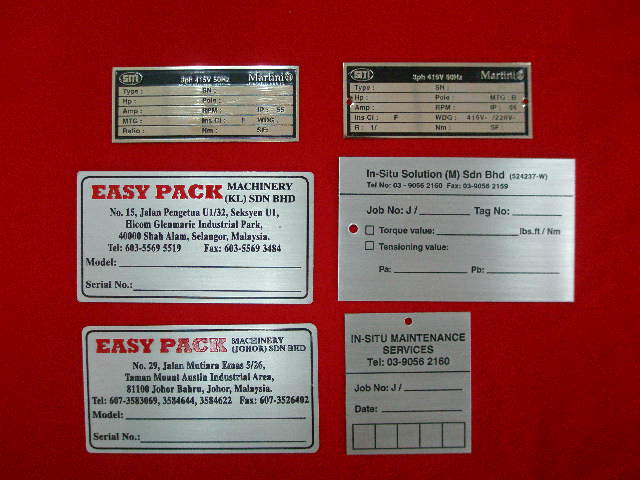 SITI 3ph 415V 50Hz Martini
Type : SN :
Hp : Pole :
Amp : RPM : IP : 55
MTG : Ins Cl : F WDG :
Ratio : Nm : SF:
SITI 3ph 415V 50Hz Martini
Type : SN :
Hp : Pole : MTG : B
Amp : RPM : IP : 55
Ins Cl : F WDG : 415V- /220V-
R : 1/ Nm : SF :
EASY PACK MACHINERY
(KL) SDN BHD
No. 15, Jalan Pengetua U1/32, Seksyen U1,
Hicom Glenmarie Industrial Park,
40000 Shah Alam, Selangor, Malaysia.
Tel: 603-5569 5519 Fax: 603-5569 3484
Model:
Serial No.:
In-Situ Solution (M) Sdn Bhd (524237-W)
Tel No: 03 - 9056 2160 Fax: 03-9056 2159
Job No: J / Tag No:
Torque value: lbs.ft / Nm
Tensioning value:
Pa: Pb:
EASY PACK MACHINERY
(JOHOR) SDN BHD
No. 29, Jalan Mutiara Emas 5/26,
Taman Mount Austin Industrial Area,
81100 Johor Bahru, Johor, Malaysia.
Tel: 607-3583069, 3584644, 3584622 Fax: 607-3526402
Model:
Serial No.:
IN-SITU MAINTENANCE
SERVICES
Tel: 03-9056 2160
Job No: J /
Date: